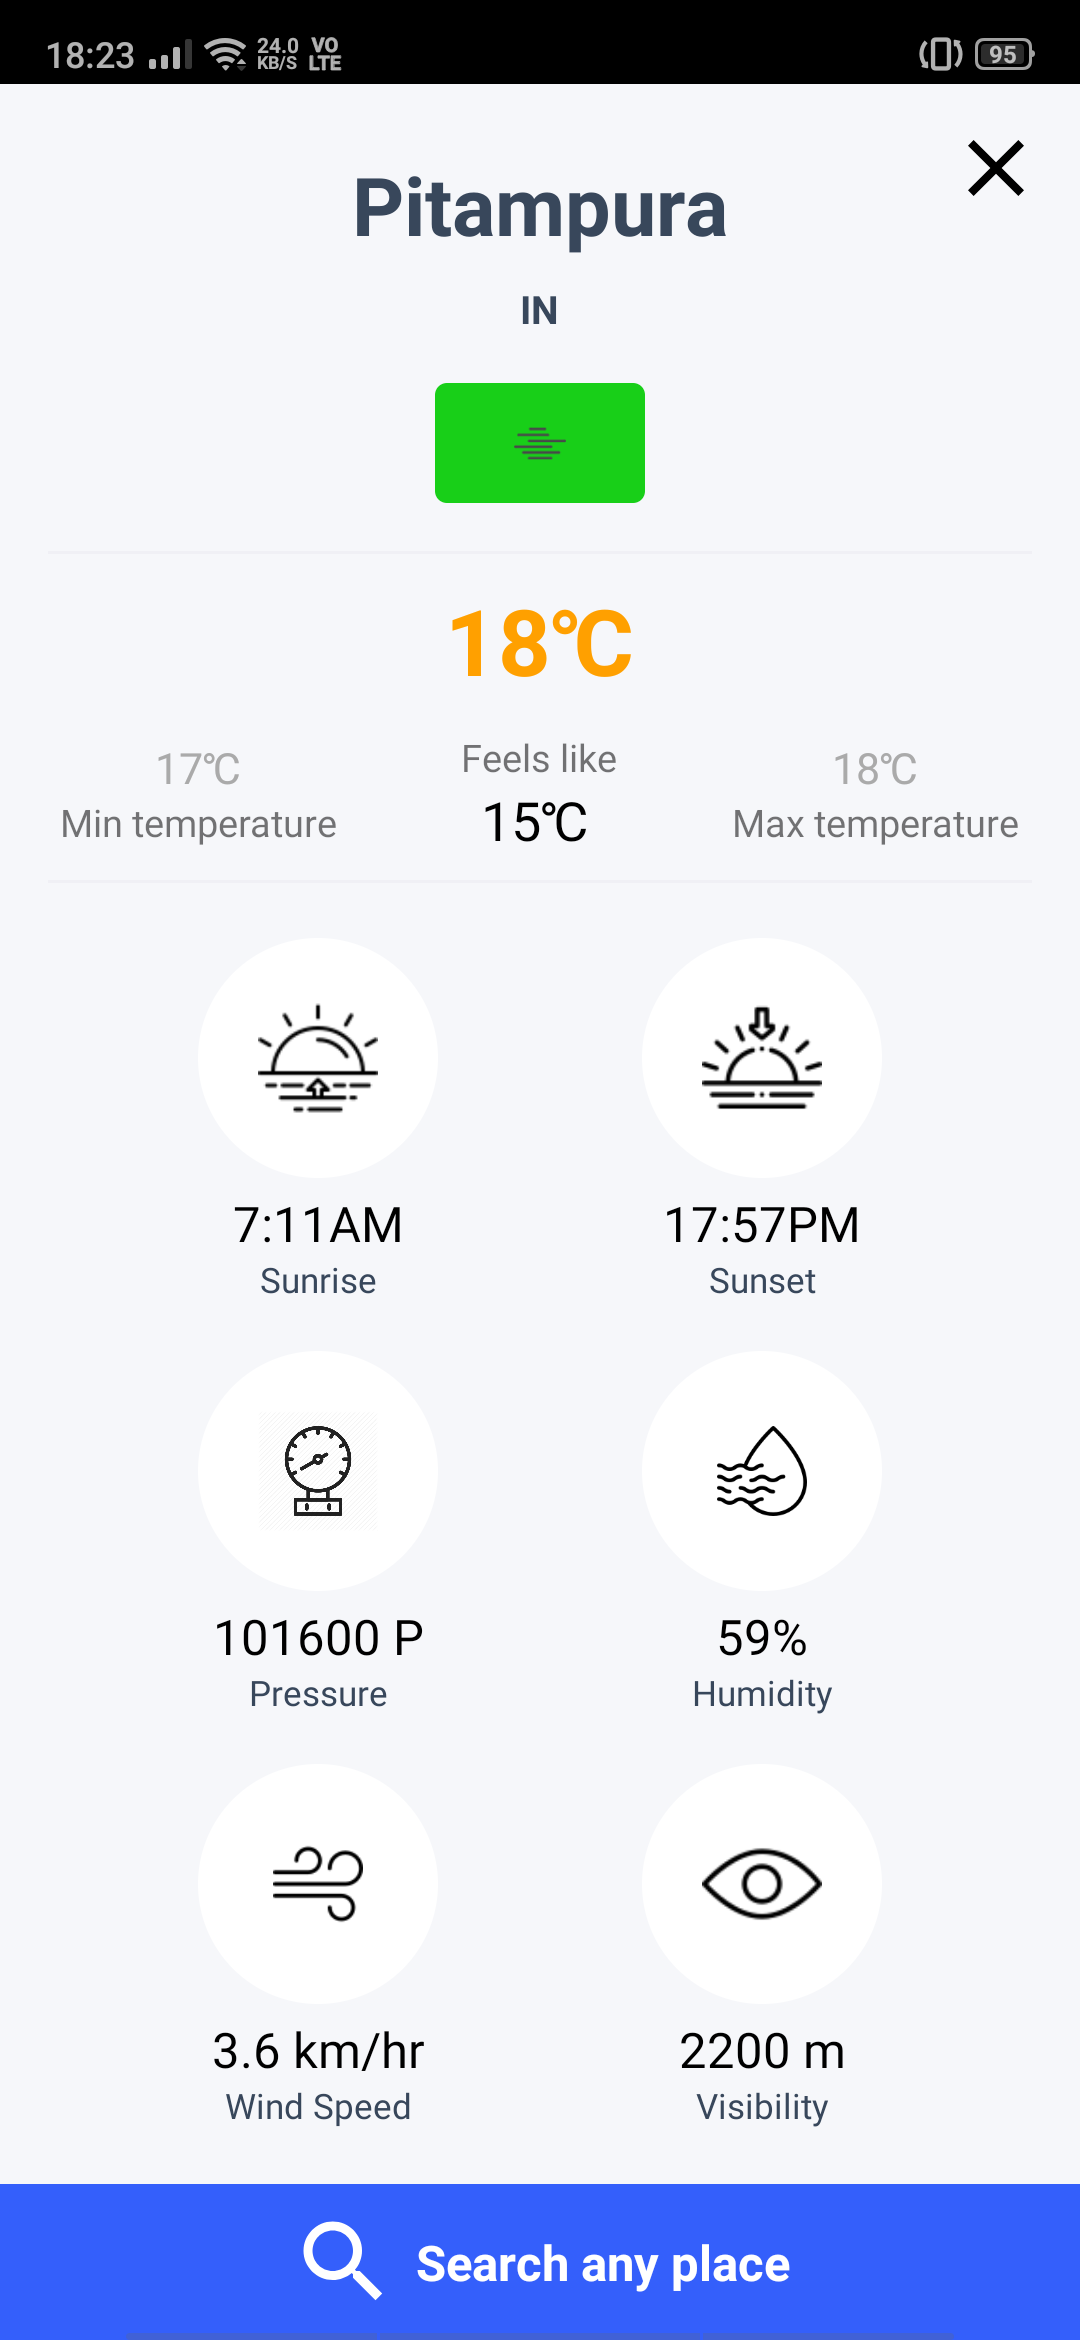 18:23 24.0 KB/S VO LTE 95
Pitampura
IN
18°C
17°C Feels like 18°C
Min temperature 15°C Max temperature
7:11AM 17:57PM
Sunrise Sunset
101600 P 59%
Pressure Humidity
3.6 km/hr 2200 m
Wind Speed Visibility
Search any place